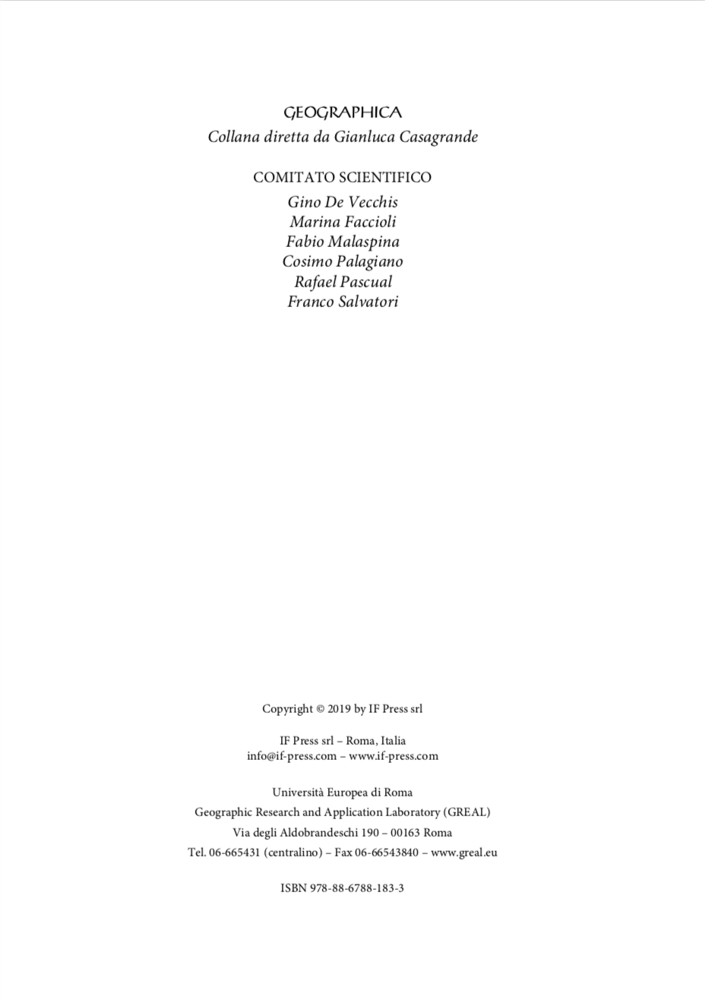 GEOGRAPHICA
Collana diretta da Gianluca Casagrande
COMITATO SCIENTIFICO
Gino De Vecchis
Marina Faccioli
Fabio Malaspina
Cosimo Palagiano
Rafael Pascual
Franco Salvatori
Copyright © 2019 by IF Press srl
IF Press srl – Roma, Italia
info@if-press.com – www.if-press.com
Università Europea di Roma
Geographic Research and Application Laboratory (GREAL)
Via degli Aldobrandeschi 190 – 00163 Roma
Tel. 06-665431 (centralino) – Fax 06-66543840 – www.greal.eu
ISBN 978-88-6788-183-3